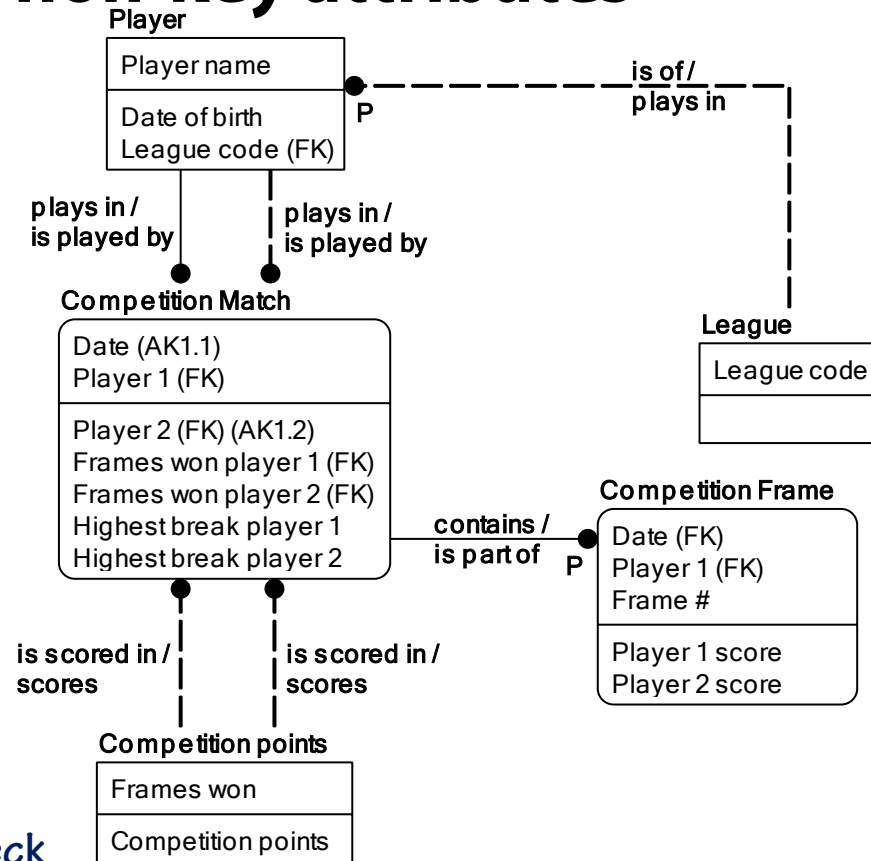 non-key attributes
Player
Player name
Date of birth
League code (FK)
P
is of /
plays in
plays in /
is played by
plays in /
is played by
Competition Match
Date (AK1.1)
Player 1 (FK)
Player 2 (FK) (AK1.2)
Frames won player 1 (FK)
Frames won player 2 (FK)
Highest break player 1
Highest break player 2
League
League code
contains /
is part of
P
Competition Frame
Date (FK)
Player 1 (FK)
Frame #
Player 1 score
Player 2 score
is scored in /
scores
is scored in /
scores
Competition points
Frames won
Competition points